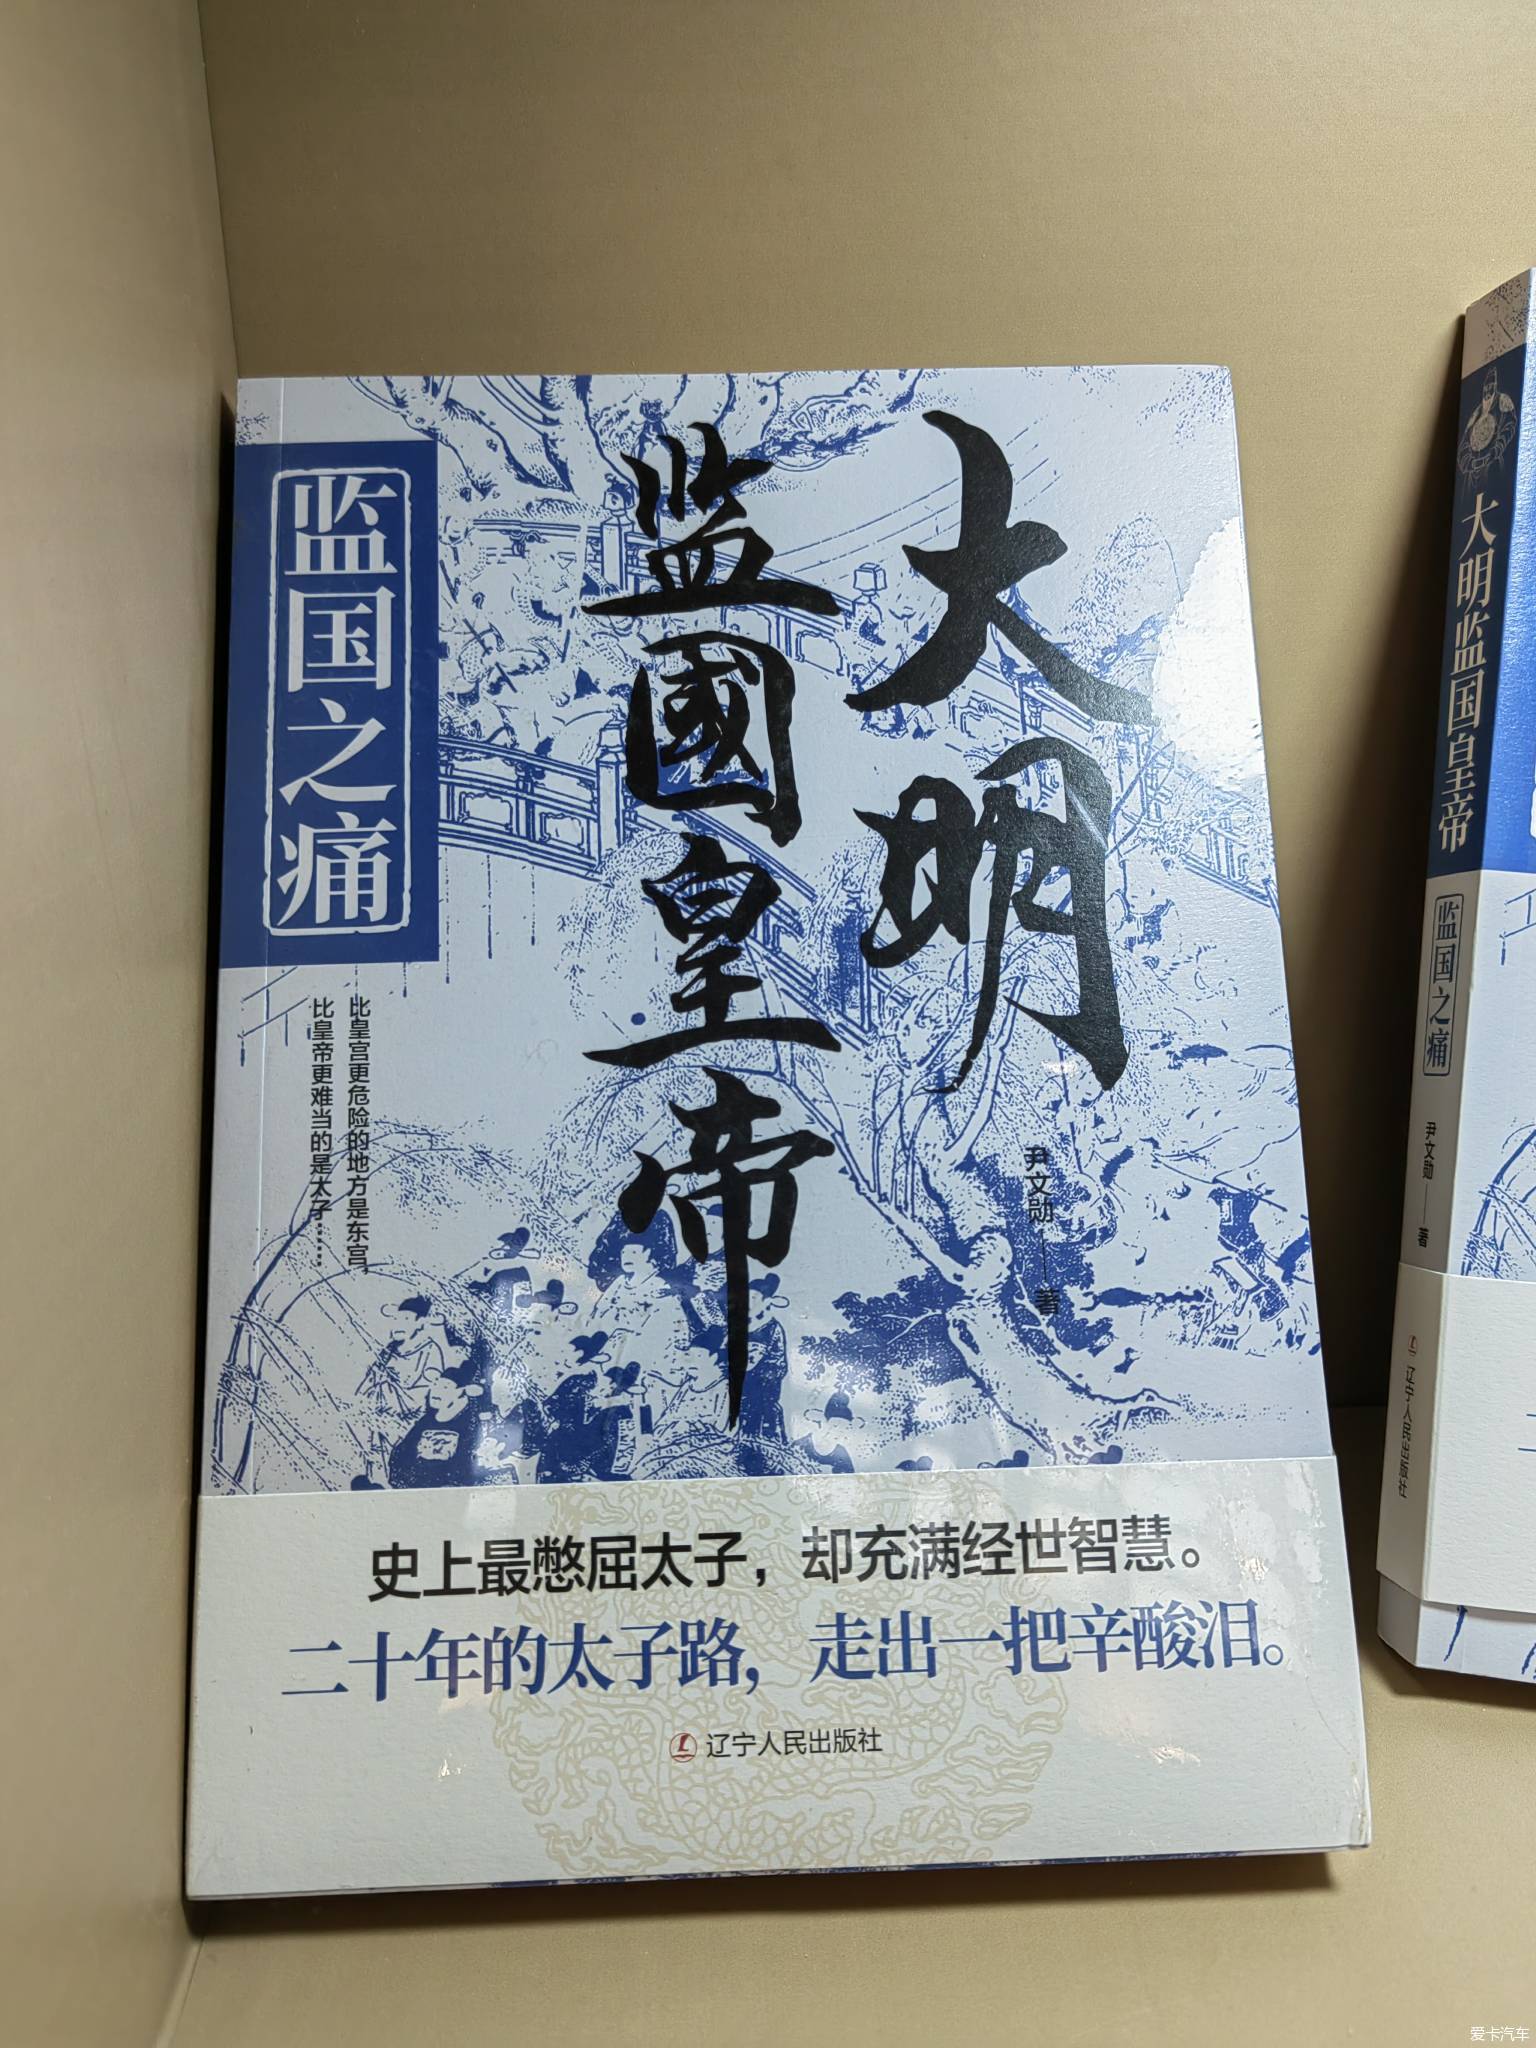 大明
监國皇帝
监国之痛
比皇宫更危险的地方是东宫，
比皇帝更难当的是太子……
尹文勋——著
史上最憋屈太子，却充满经世智慧。
二十年的太子路，走出一把辛酸泪。
辽宁人民出版社
大明监国皇帝
监国之痛
尹文勋——著
辽宁人民出版社
爱卡汽车